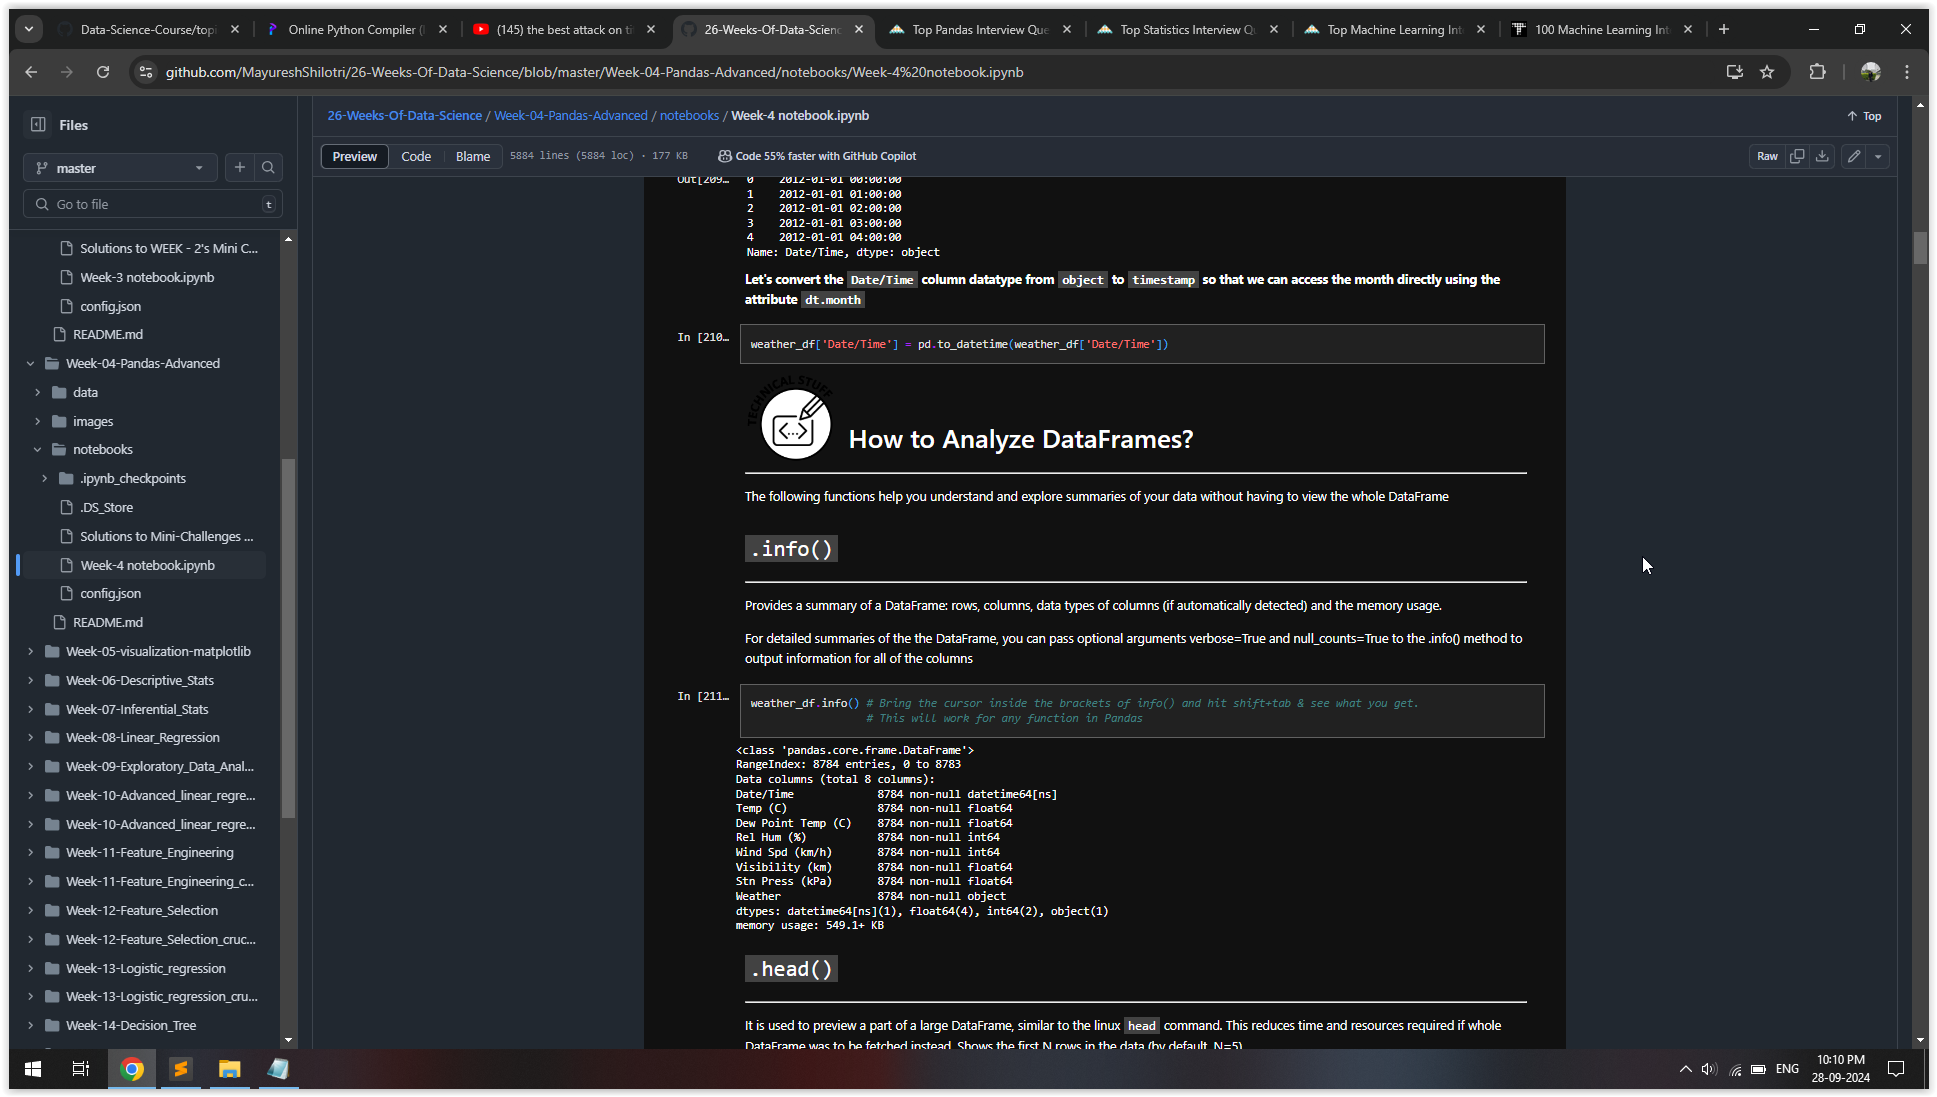 Data-Science-Course/topi
Online Python Compiler (I
(145) the best attack on ti
26-Weeks-Of-Data-Science
Top Pandas Interview Que
Top Statistics Interview Qu
Top Machine Learning Int
100 Machine Learning Int
github.com/MayureshShilotri/26-Weeks-Of-Data-Science/blob/master/Week-04-Pandas-Advanced/notebooks/Week-4%20notebook.ipynb
Files
master
Go to file
t
Solutions to WEEK - 2's Mini C...
Week-3 notebook.ipynb
config.json
README.md
Week-04-Pandas-Advanced
data
images
notebooks
.ipynb_checkpoints
.DS_Store
Solutions to Mini-Challenges ...
Week-4 notebook.ipynb
config.json
README.md
Week-05-visualization-matplotlib
Week-06-Descriptive_Stats
Week-07-Inferential_Stats
Week-08-Linear_Regression
Week-09-Exploratory_Data_Anal...
Week-10-Advanced_linear_regre...
Week-10-Advanced_linear_regre...
Week-11-Feature_Engineering
Week-11-Feature_Engineering_c...
Week-12-Feature_Selection
Week-12-Feature_Selection_cruc...
Week-13-Logistic_regression
Week-13-Logistic_regression_cru...
Week-14-Decision_Tree
26-Weeks-Of-Data-Science / Week-04-Pandas-Advanced / notebooks / Week-4 notebook.ipynb
Top
Preview Code Blame 5884 lines (5884 loc) · 177 KB Code 55% faster with GitHub Copilot
Raw
Out[209... 0 2012-01-01 00:00:00
1 2012-01-01 01:00:00
2 2012-01-01 02:00:00
3 2012-01-01 03:00:00
4 2012-01-01 04:00:00
Name: Date/Time, dtype: object
Let's convert the Date/Time column datatype from object to timestamp so that we can access the month directly using the
attribute dt.month
In [210... weather_df['Date/Time'] = pd.to_datetime(weather_df['Date/Time'])
TECHNICAL STUFF
How to Analyze DataFrames?
The following functions help you understand and explore summaries of your data without having to view the whole DataFrame
.info()
Provides a summary of a DataFrame: rows, columns, data types of columns (if automatically detected) and the memory usage.
For detailed summaries of the the DataFrame, you can pass optional arguments verbose=True and null_counts=True to the .info() method to
output information for all of the columns
In [211... weather_df.info() # Bring the cursor inside the brackets of info() and hit shift+tab & see what you get.
# This will work for any function in Pandas
<class 'pandas.core.frame.DataFrame'>
RangeIndex: 8784 entries, 0 to 8783
Data columns (total 8 columns):
Date/Time 8784 non-null datetime64[ns]
Temp (C) 8784 non-null float64
Dew Point Temp (C) 8784 non-null float64
Rel Hum (%) 8784 non-null int64
Wind Spd (km/h) 8784 non-null int64
Visibility (km) 8784 non-null float64
Stn Press (kPa) 8784 non-null float64
Weather 8784 non-null object
dtypes: datetime64[ns](1), float64(4), int64(2), object(1)
memory usage: 549.1+ KB
.head()
It is used to preview a part of a large DataFrame, similar to the linux head command. This reduces time and resources required if whole
DataFrame was to be fetched instead. Shows the first N rows in the data (by default, N=5)
ENG
10:10 PM
28-09-2024